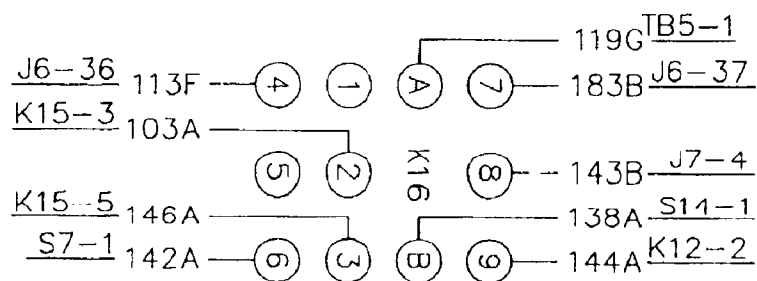 119G TB5-1
J6-36 113F 4 1 A 7 183B J6-37
K15-3 103A
5 2 K16 8 143B J7-4
K15-5 146A 138A S11-1
S7-1 142A 6 3 B 9 144A K12-2